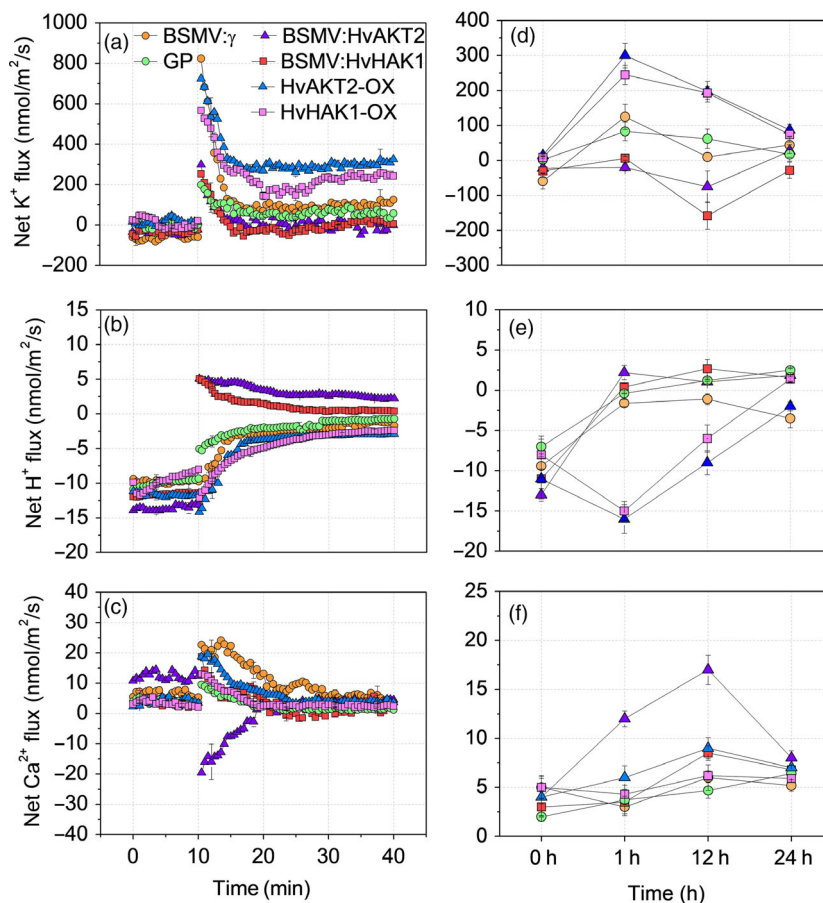 (a)
BSMV:γ
BSMV:HvAKT2
GP
BSMV:HvHAK1
HvAKT2-OX
HvHAK1-OX
Net K⁺ flux (nmol/m²/s)
1000
800
600
400
200
0
−200
(d)
400
300
200
100
0
−100
−200
−300
(b)
Net H⁺ flux (nmol/m²/s)
15
10
5
0
−5
−10
−15
−20
(e)
10
5
0
−5
−10
−15
−20
(c)
Net Ca²⁺ flux (nmol/m²/s)
40
30
20
10
0
−10
−20
−30
−40
0
10
20
30
40
Time (min)
(f)
25
20
15
10
5
0
0 h
1 h
12 h
24 h
Time (h)